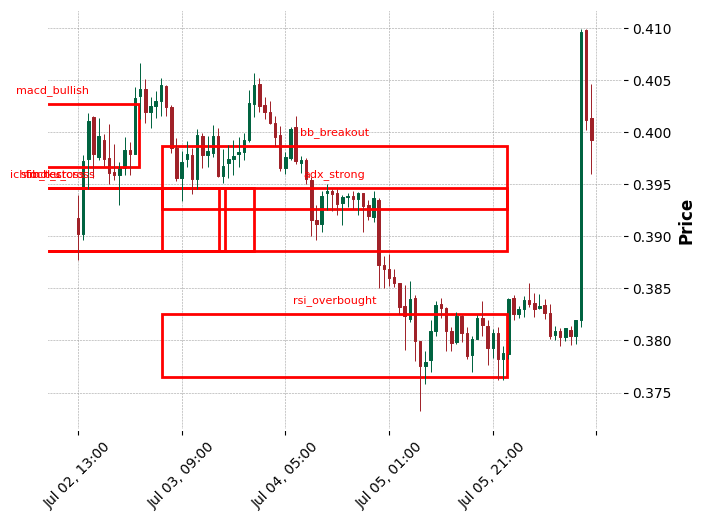 macd_bullish
bb_breakout
adx_strong
rsi_overbought
0.410
0.405
0.400
0.395
0.390
0.385
0.380
0.375
Price
Jul 02, 13:00
Jul 03, 09:00
Jul 04, 05:00
Jul 05, 01:00
Jul 05, 21:00